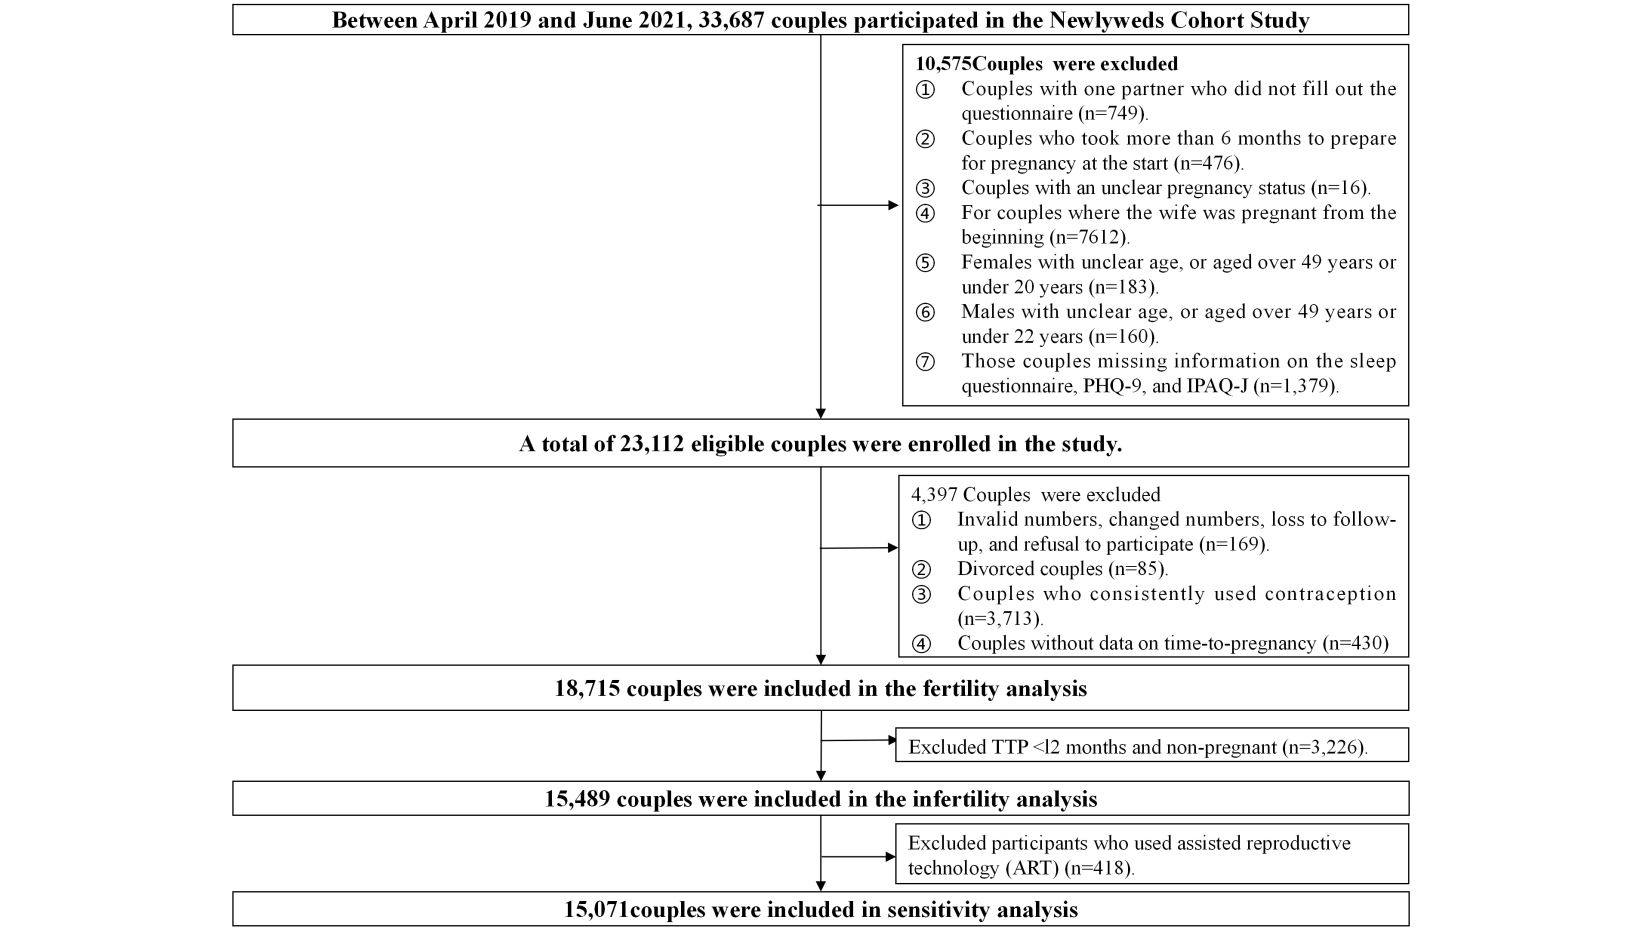 Between April 2019 and June 2021, 33,687 couples participated in the Newlyweds Cohort Study
10,575Couples were excluded
① Couples with one partner who did not fill out the
questionnaire (n=749).
② Couples who took more than 6 months to prepare
for pregnancy at the start (n=476).
③ Couples with an unclear pregnancy status (n=16).
④ For couples where the wife was pregnant from the
beginning (n=7612).
⑤ Females with unclear age, or aged over 49 years or
under 20 years (n=183).
⑥ Males with unclear age, or aged over 49 years or
under 22 years (n=160).
⑦ Those couples missing information on the sleep
questionnaire, PHQ-9, and IPAQ-J (n=1,379).
A total of 23,112 eligible couples were enrolled in the study.
4,397 Couples were excluded
① Invalid numbers, changed numbers, loss to follow-
up, and refusal to participate (n=169).
② Divorced couples (n=85).
③ Couples who consistently used contraception
(n=3,713).
④ Couples without data on time-to-pregnancy (n=430)
18,715 couples were included in the fertility analysis
Excluded TTP <l2 months and non-pregnant (n=3,226).
15,489 couples were included in the infertility analysis
Excluded participants who used assisted reproductive
technology (ART) (n=418).
15,071couples were included in sensitivity analysis